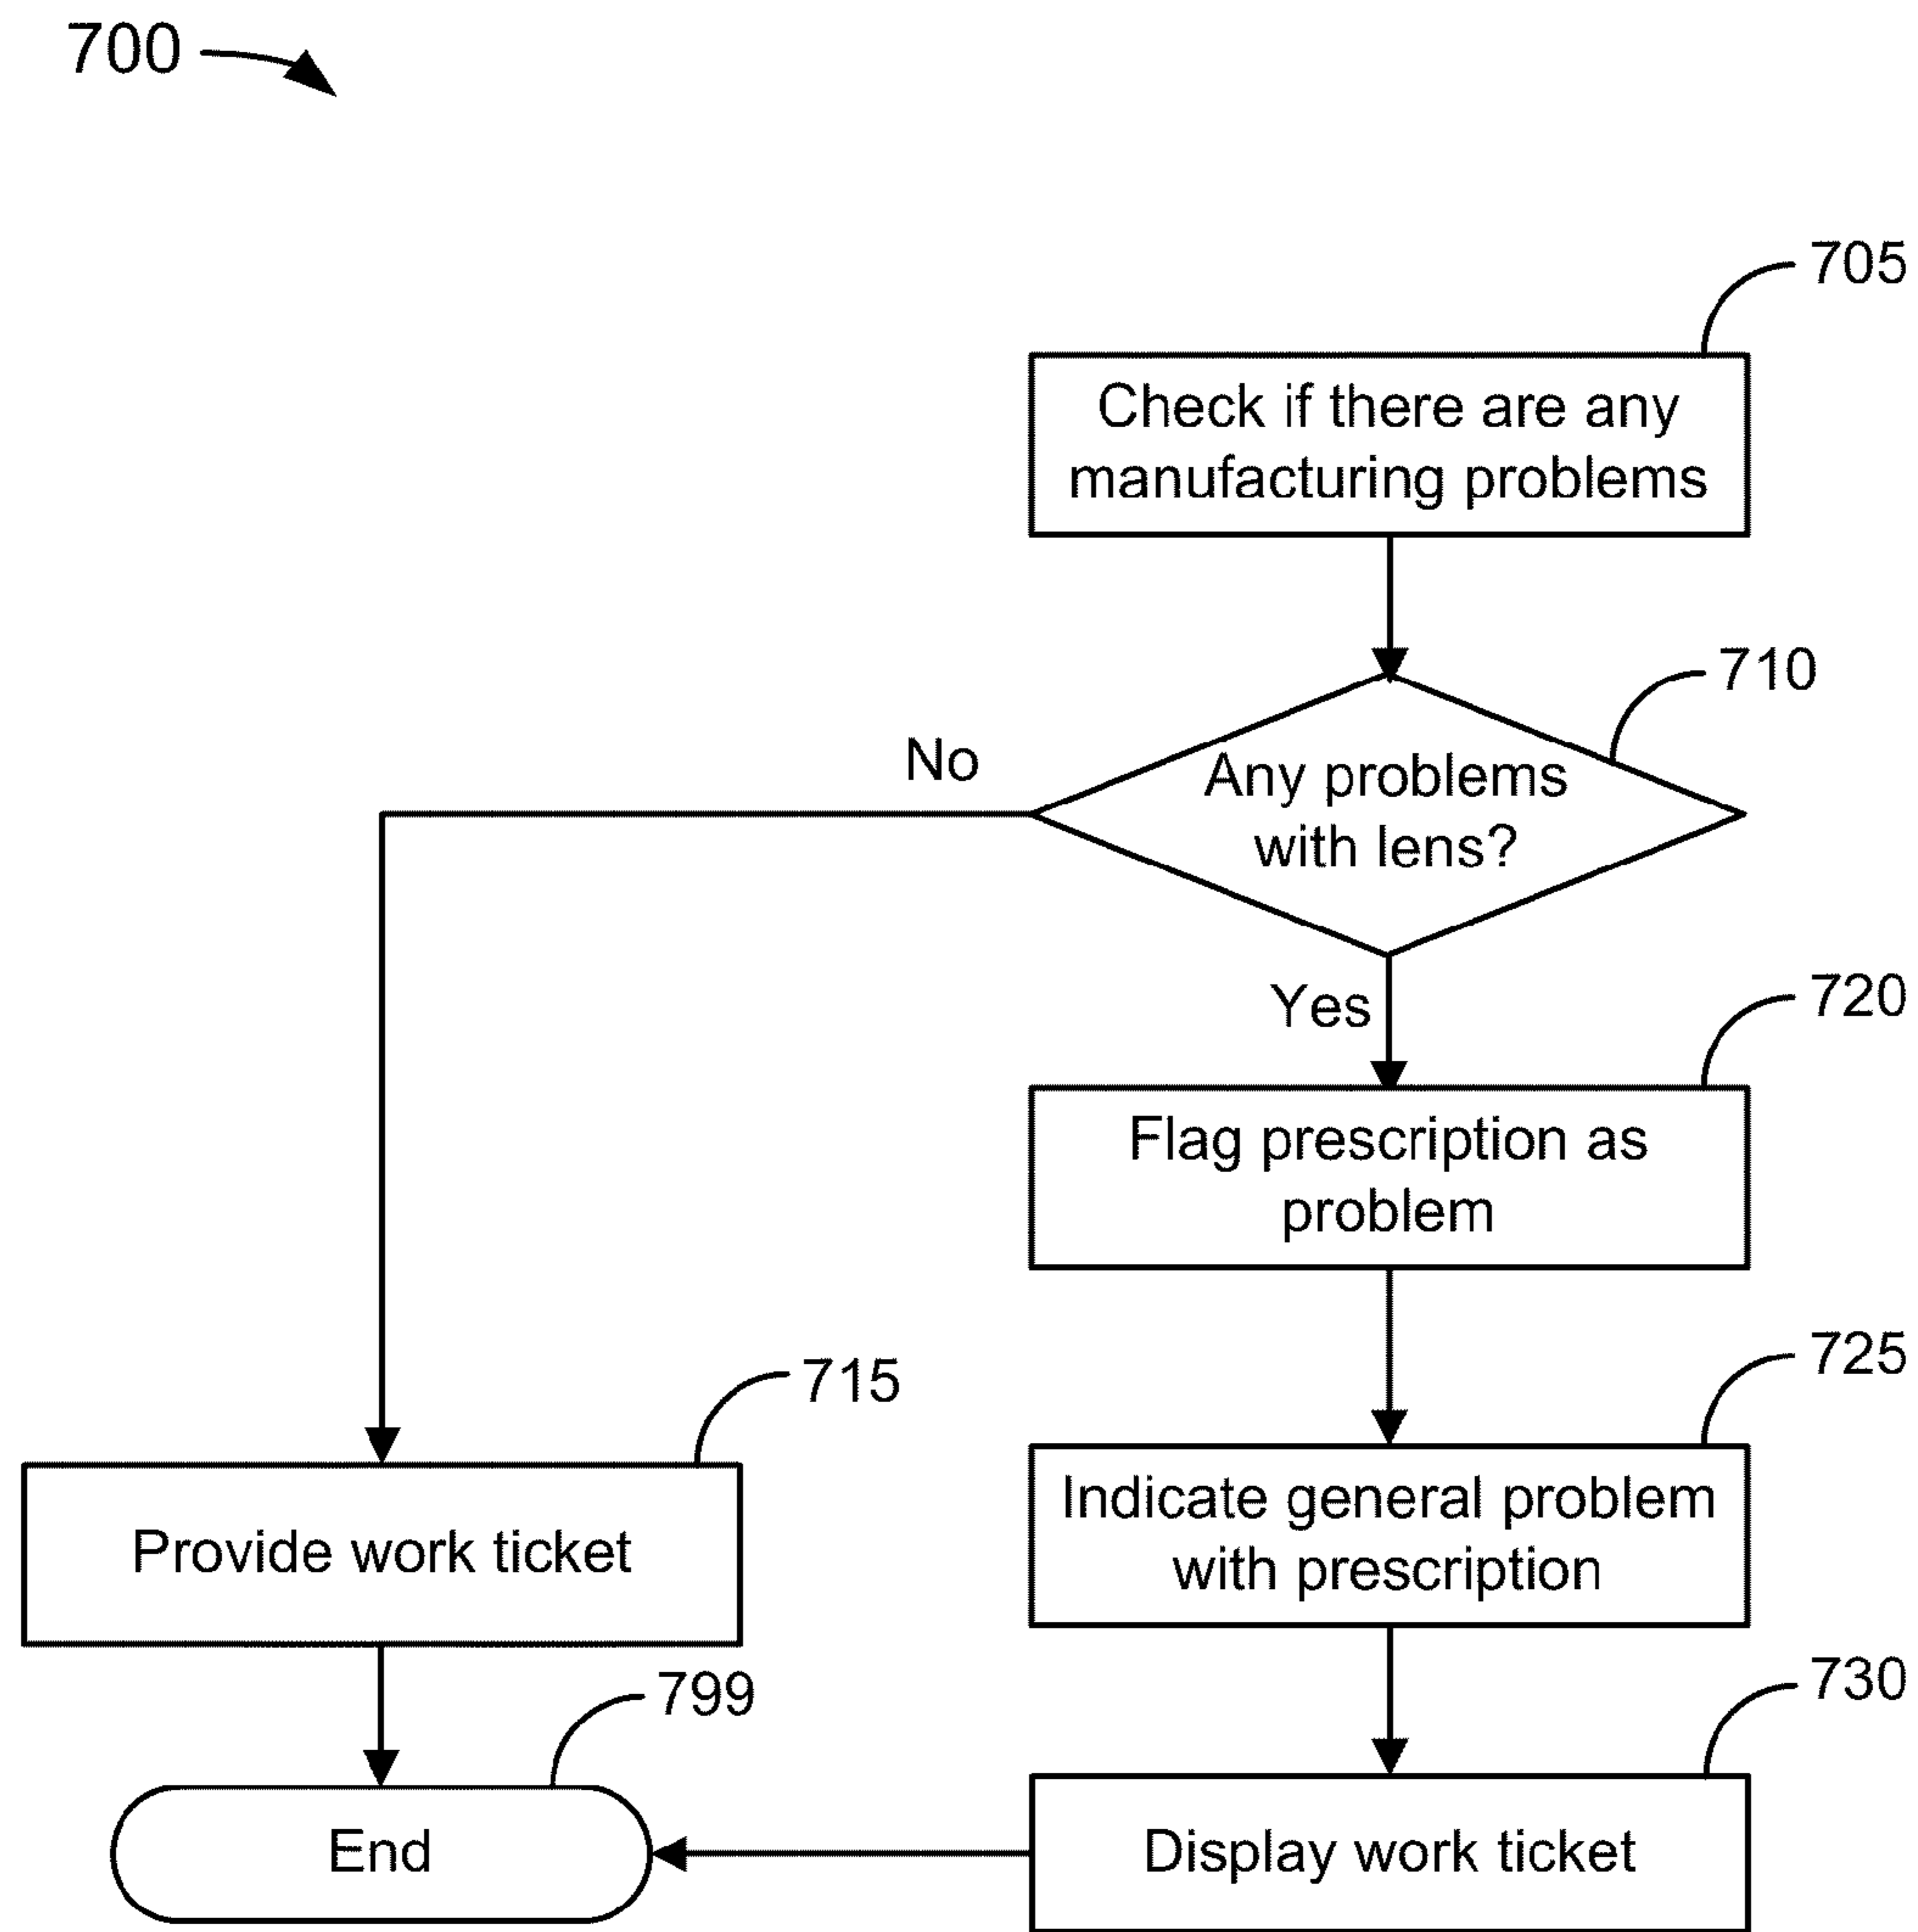 700
705
Check if there are any
manufacturing problems
710
No
Any problems
with lens?
Yes
720
Flag prescription as
problem
725
Indicate general problem
with prescription
715
Provide work ticket
730
Display work ticket
799
End